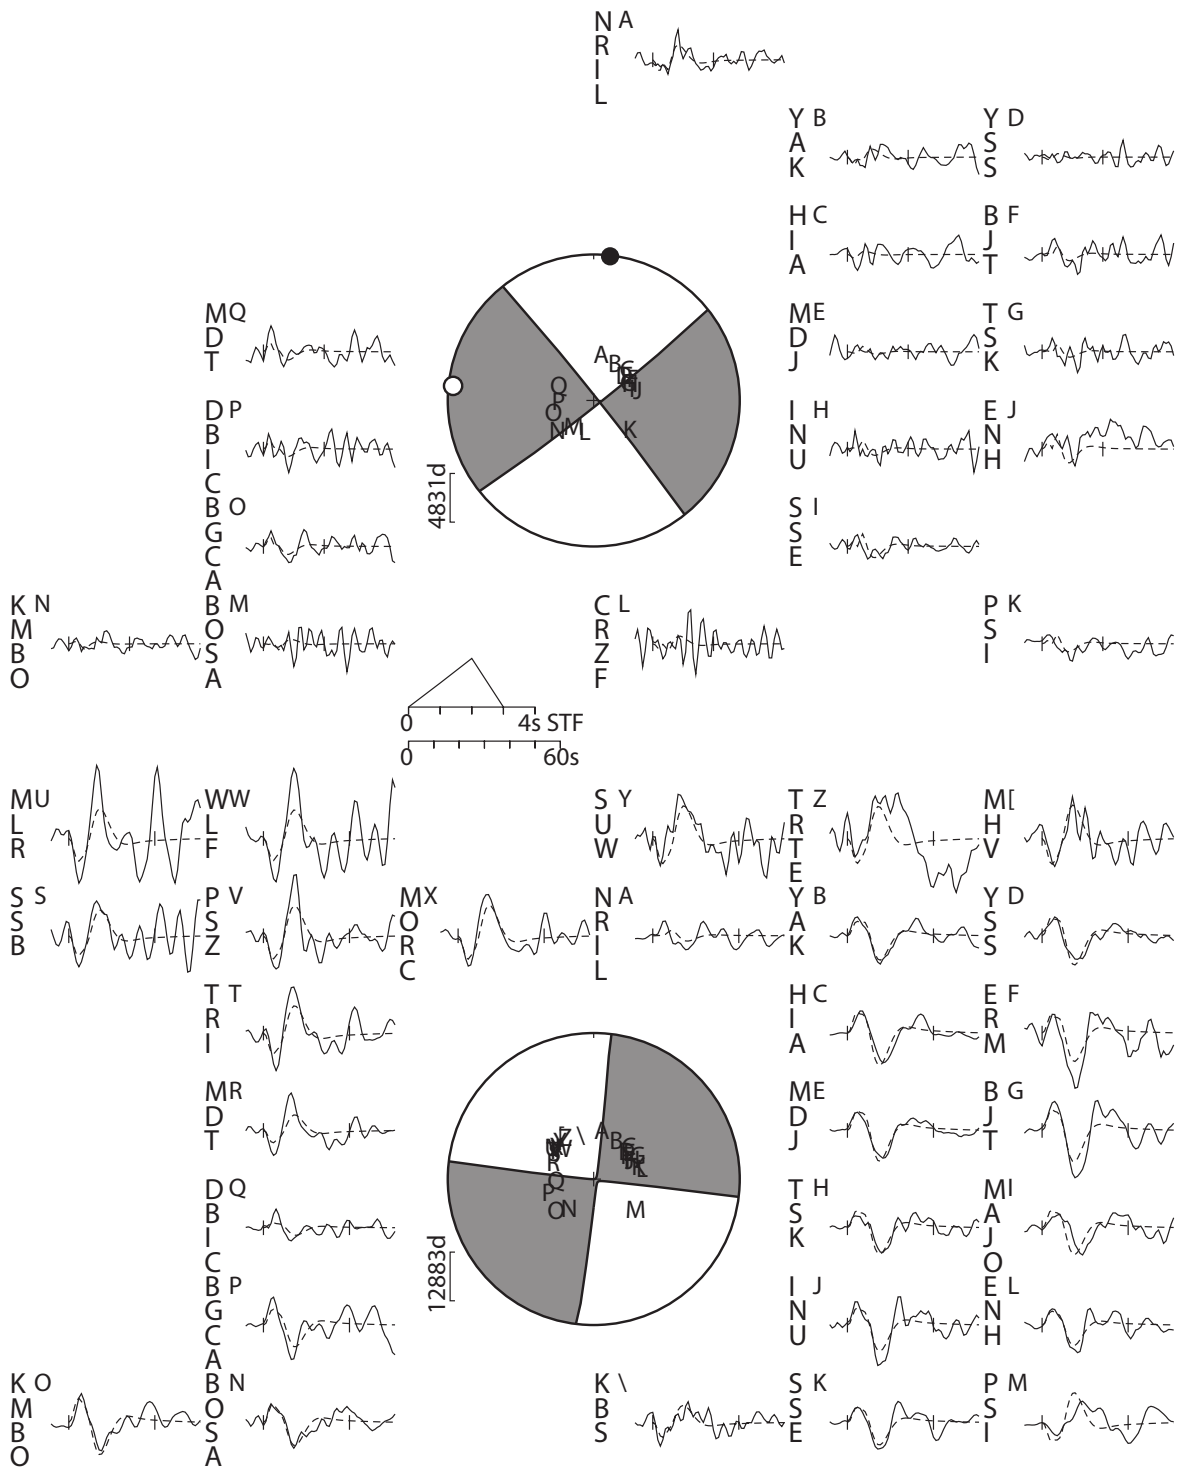 NRIL A
YAK B
YSS D
HIA C
BJT F
MDT Q
MDJ E
TSK G
DBIC P
INU H
ENH J
BGCA O
SSE I
KMBO N
BOSA M
CRZF L
PSI K
A
B
K
L
M
N
O
P
Q
4831d
0 4s STF
0 60s
MLR U
WLF W
SUW Y
TRTE Z
MHV [
SSB S
PSZ V
MORC X
NRIL A
YAK B
YSS D
TRI T
HIA C
ERM F
MDT R
MDJ E
BJT G
DBIC Q
TSK H
MAJO I
BGCA P
INU J
ENH L
KMBO O
BOSA N
KBS \
SSE K
PSI M
A
B
\
R
Q
P
O
N
M
12883d